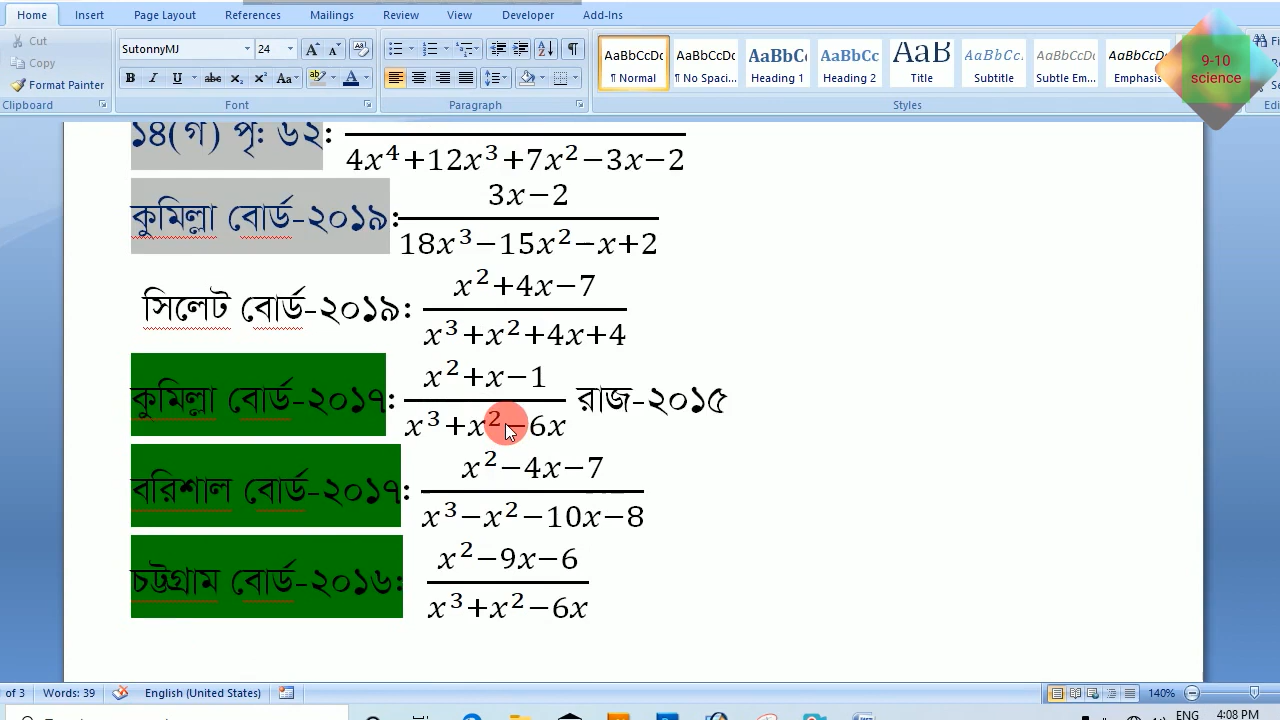 Home Insert Page Layout References Mailings Review View Developer Add-Ins
Cut
Copy
Format Painter
SutonnyMJ 24
AaBbCcDc AaBbCcDc AaBbCc AaBbCc AaB AaBbCcL AaBbCcDc AaBbCcDc
¶ Normal ¶ No Spaci... Heading 1 Heading 2 Title Subtitle Subtle Em... Emphasis
Clipboard Font Paragraph Styles
9-10
science
১৪(গ) পৃঃ ৬২: 4x⁴+12x³+7x²−3x−2
কুমিল্লা বোর্ড-২০১৯: (3x−2)/(18x³−15x²−x+2)
সিলেট বোর্ড-২০১৯: (x²+4x−7)/(x³+x²+4x+4)
কুমিল্লা বোর্ড-২০১৭: (x²+x−1)/(x³+x²−6x) রাজ-২০১৫
বরিশাল বোর্ড-২০১৭: (x²−4x−7)/(x³−x²−10x−8)
চট্টগ্রাম বোর্ড-২০১৬: (x²−9x−6)/(x³+x²−6x)
of 3 Words: 39 English (United States) 140%
ENG 4:08 PM